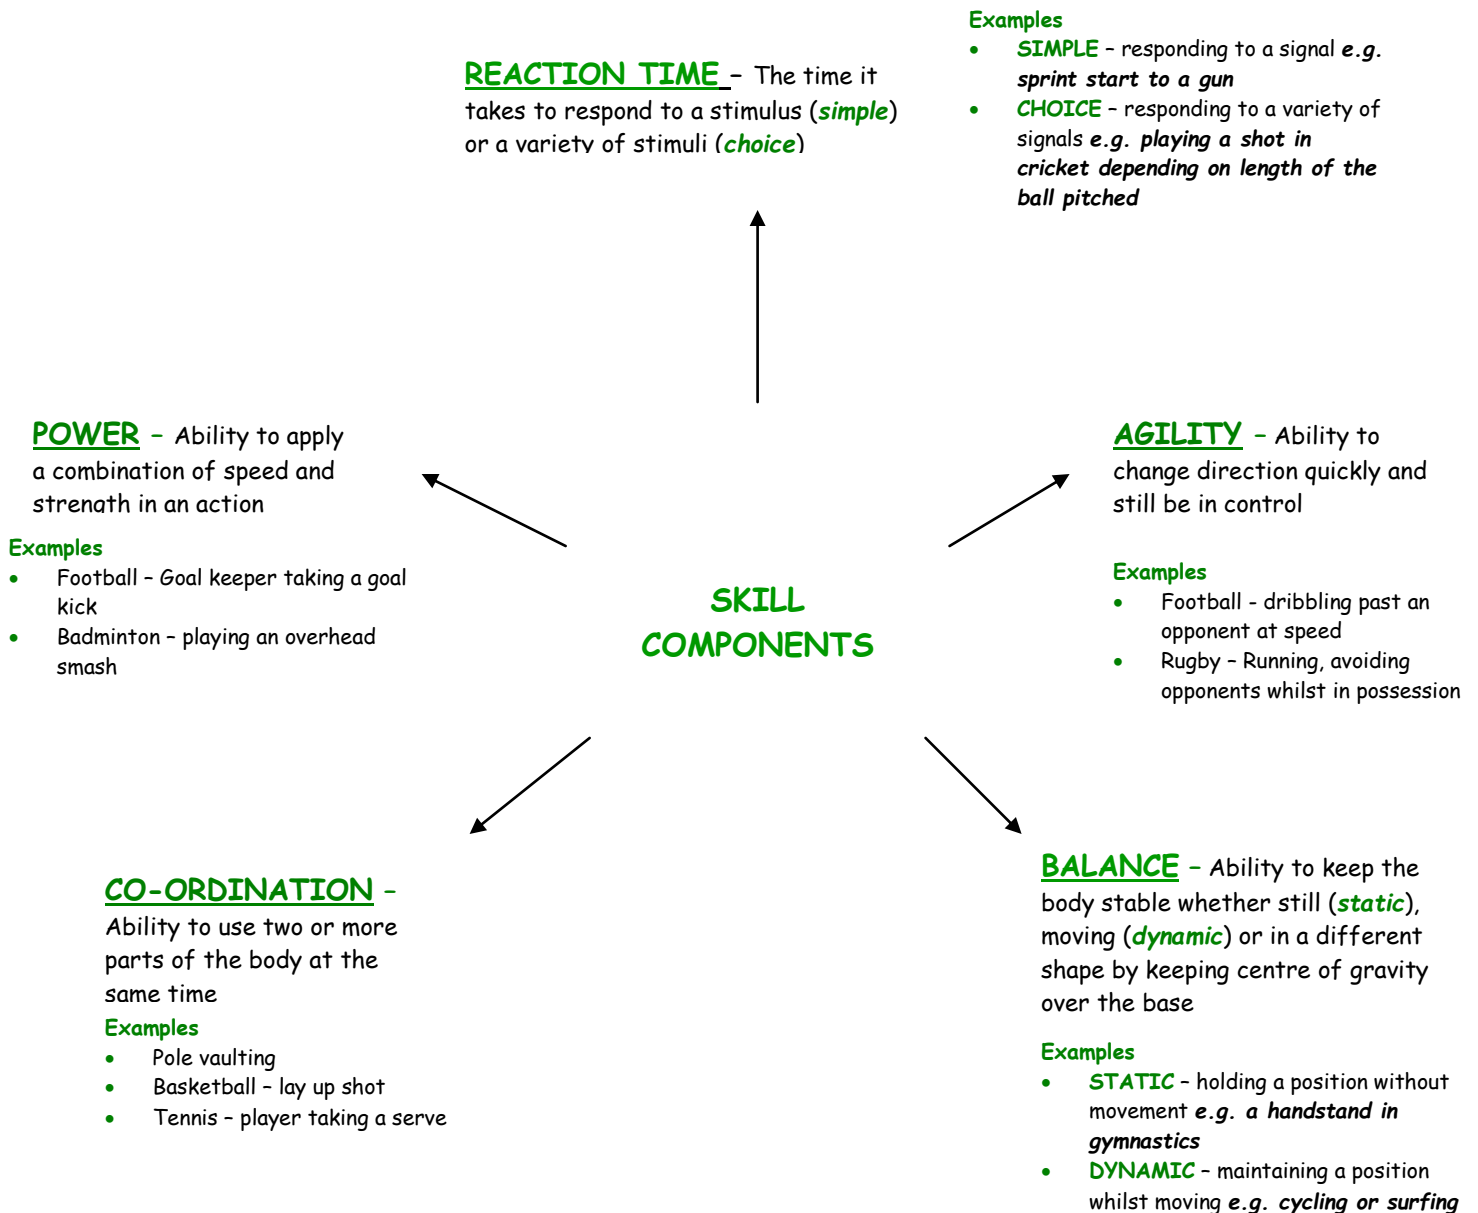 REACTION TIME – The time it
takes to respond to a stimulus (simple)
or a variety of stimuli (choice)
Examples
• SIMPLE – responding to a signal e.g.
sprint start to a gun
• CHOICE – responding to a variety of
signals e.g. playing a shot in
cricket depending on length of the
ball pitched
POWER – Ability to apply
a combination of speed and
strength in an action
Examples
• Football – Goal keeper taking a goal
kick
• Badminton – playing an overhead
smash
SKILL
COMPONENTS
AGILITY – Ability to
change direction quickly and
still be in control
Examples
• Football - dribbling past an
opponent at speed
• Rugby – Running, avoiding
opponents whilst in possession
CO-ORDINATION –
Ability to use two or more
parts of the body at the
same time
Examples
• Pole vaulting
• Basketball – lay up shot
• Tennis – player taking a serve
BALANCE – Ability to keep the
body stable whether still (static),
moving (dynamic) or in a different
shape by keeping centre of gravity
over the base
Examples
• STATIC – holding a position without
movement e.g. a handstand in
gymnastics
• DYNAMIC – maintaining a position
whilst moving e.g. cycling or surfing